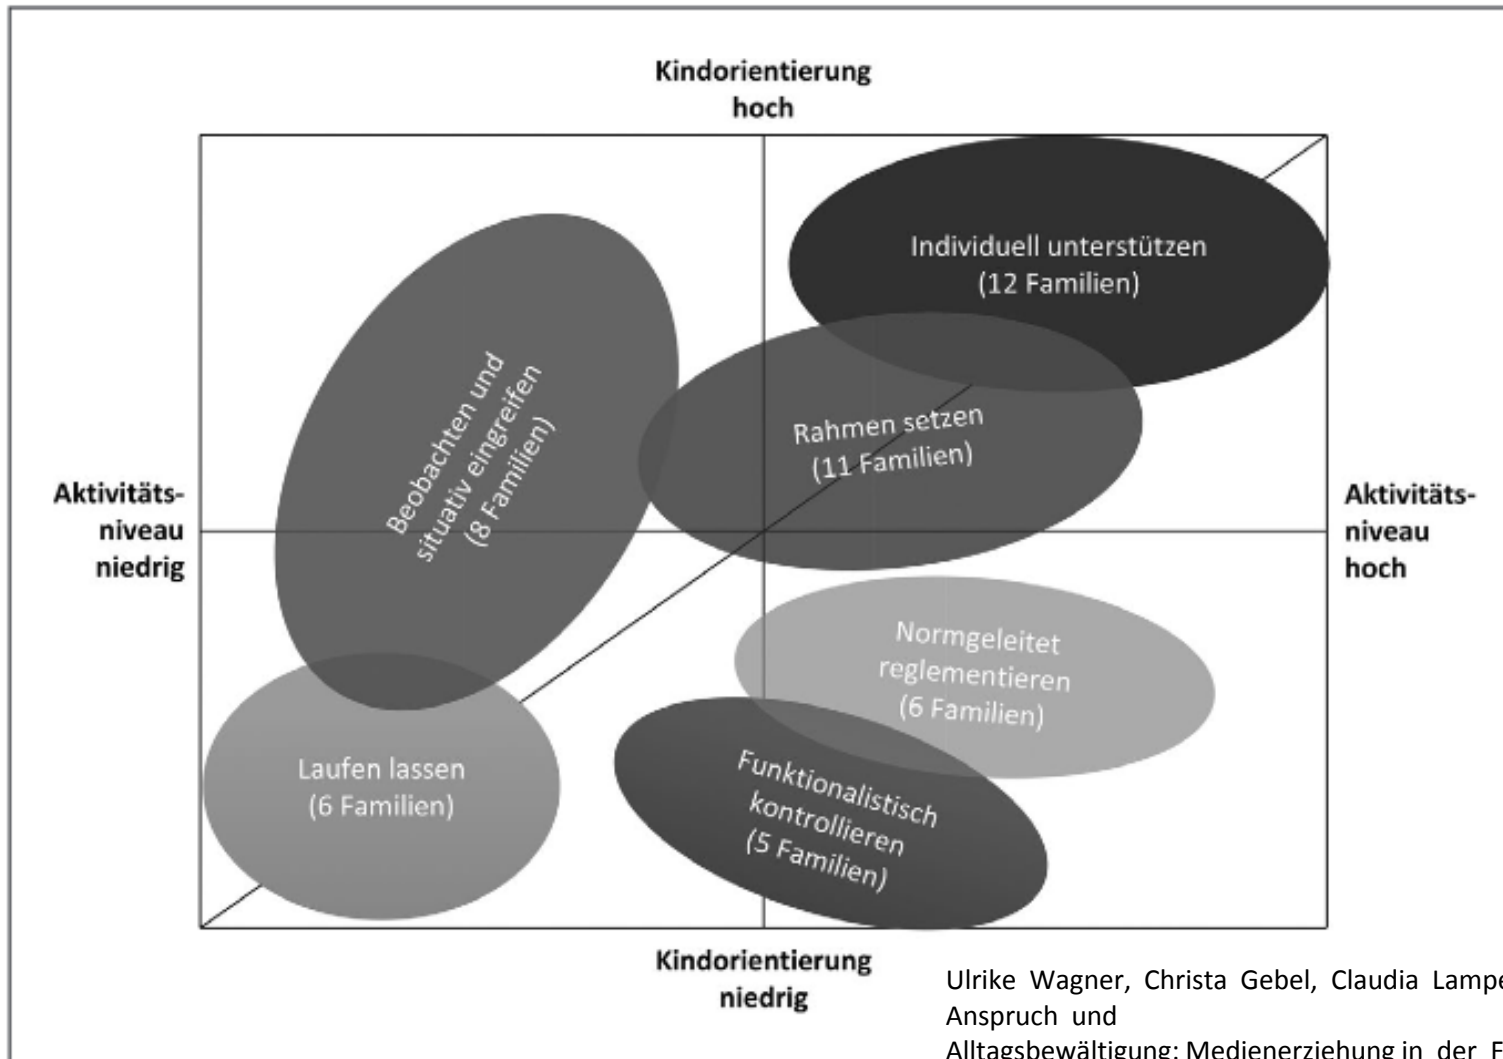 Kindorientierung
hoch
Individuell unterstützen
(12 Familien)
Beobachten und
situativ eingreifen
(8 Familien)
Rahmen setzen
(11 Familien)
Aktivitäts-
niveau
niedrig
Aktivitäts-
niveau
hoch
Normgeleitet
reglementieren
(6 Familien)
Laufen lassen
(6 Familien)
Funktionalistisch
kontrollieren
(5 Familien)
Kindorientierung
niedrig
Ulrike Wagner, Christa Gebel, Claudia Lampe
Anspruch und
Alltagsbewältigung: Medienerziehung in der F